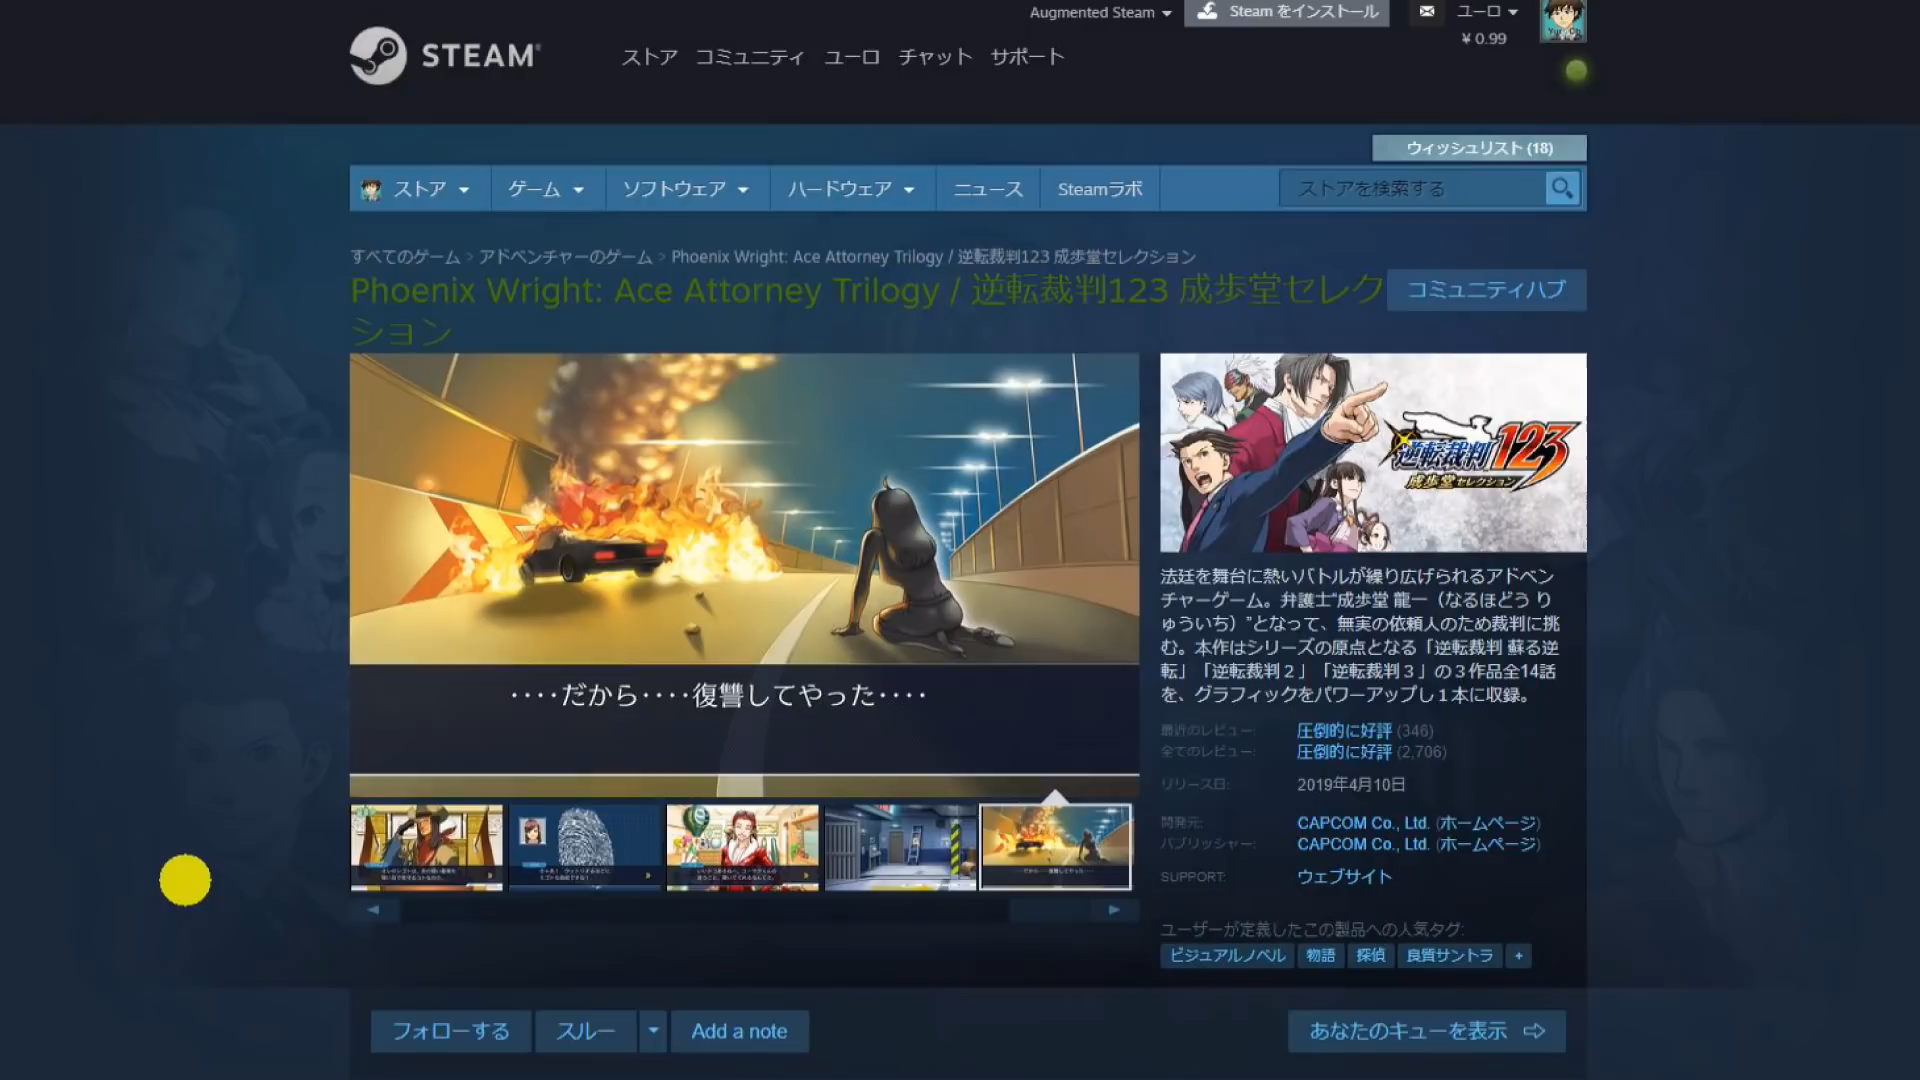 Augmented Steam
Steam をインストール
ユーロ
¥ 0.99
STEAM
ストア コミュニティ ユーロ チャット サポート
ウィッシュリスト (18)
ストア ゲーム ソフトウェア ハードウェア ニュース Steamラボ ストアを検索する
すべてのゲーム > アドベンチャーのゲーム > Phoenix Wright: Ace Attorney Trilogy / 逆転裁判123 成歩堂セレクション
Phoenix Wright: Ace Attorney Trilogy / 逆転裁判123 成歩堂セレク
ション
コミュニティハブ
‥‥だから‥‥復讐してやった‥‥
逆転裁判123
成歩堂セレクション
法廷を舞台に熱いバトルが繰り広げられるアドベン
チャーゲーム。弁護士"成歩堂 龍一（なるほどう り
ゅういち）"となって、無実の依頼人のため裁判に挑
む。本作はシリーズの原点となる「逆転裁判 蘇る逆
転」「逆転裁判２」「逆転裁判３」の３作品全14話
を、グラフィックをパワーアップし１本に収録。
最近のレビュー: 圧倒的に好評 (346)
全てのレビュー: 圧倒的に好評 (2,706)
リリース日: 2019年4月10日
開発元: CAPCOM Co., Ltd. (ホームページ)
パブリッシャー: CAPCOM Co., Ltd. (ホームページ)
SUPPORT: ウェブサイト
ユーザーが定義したこの製品への人気タグ:
ビジュアルノベル 物語 探偵 良質サントラ +
フォローする スルー Add a note あなたのキューを表示